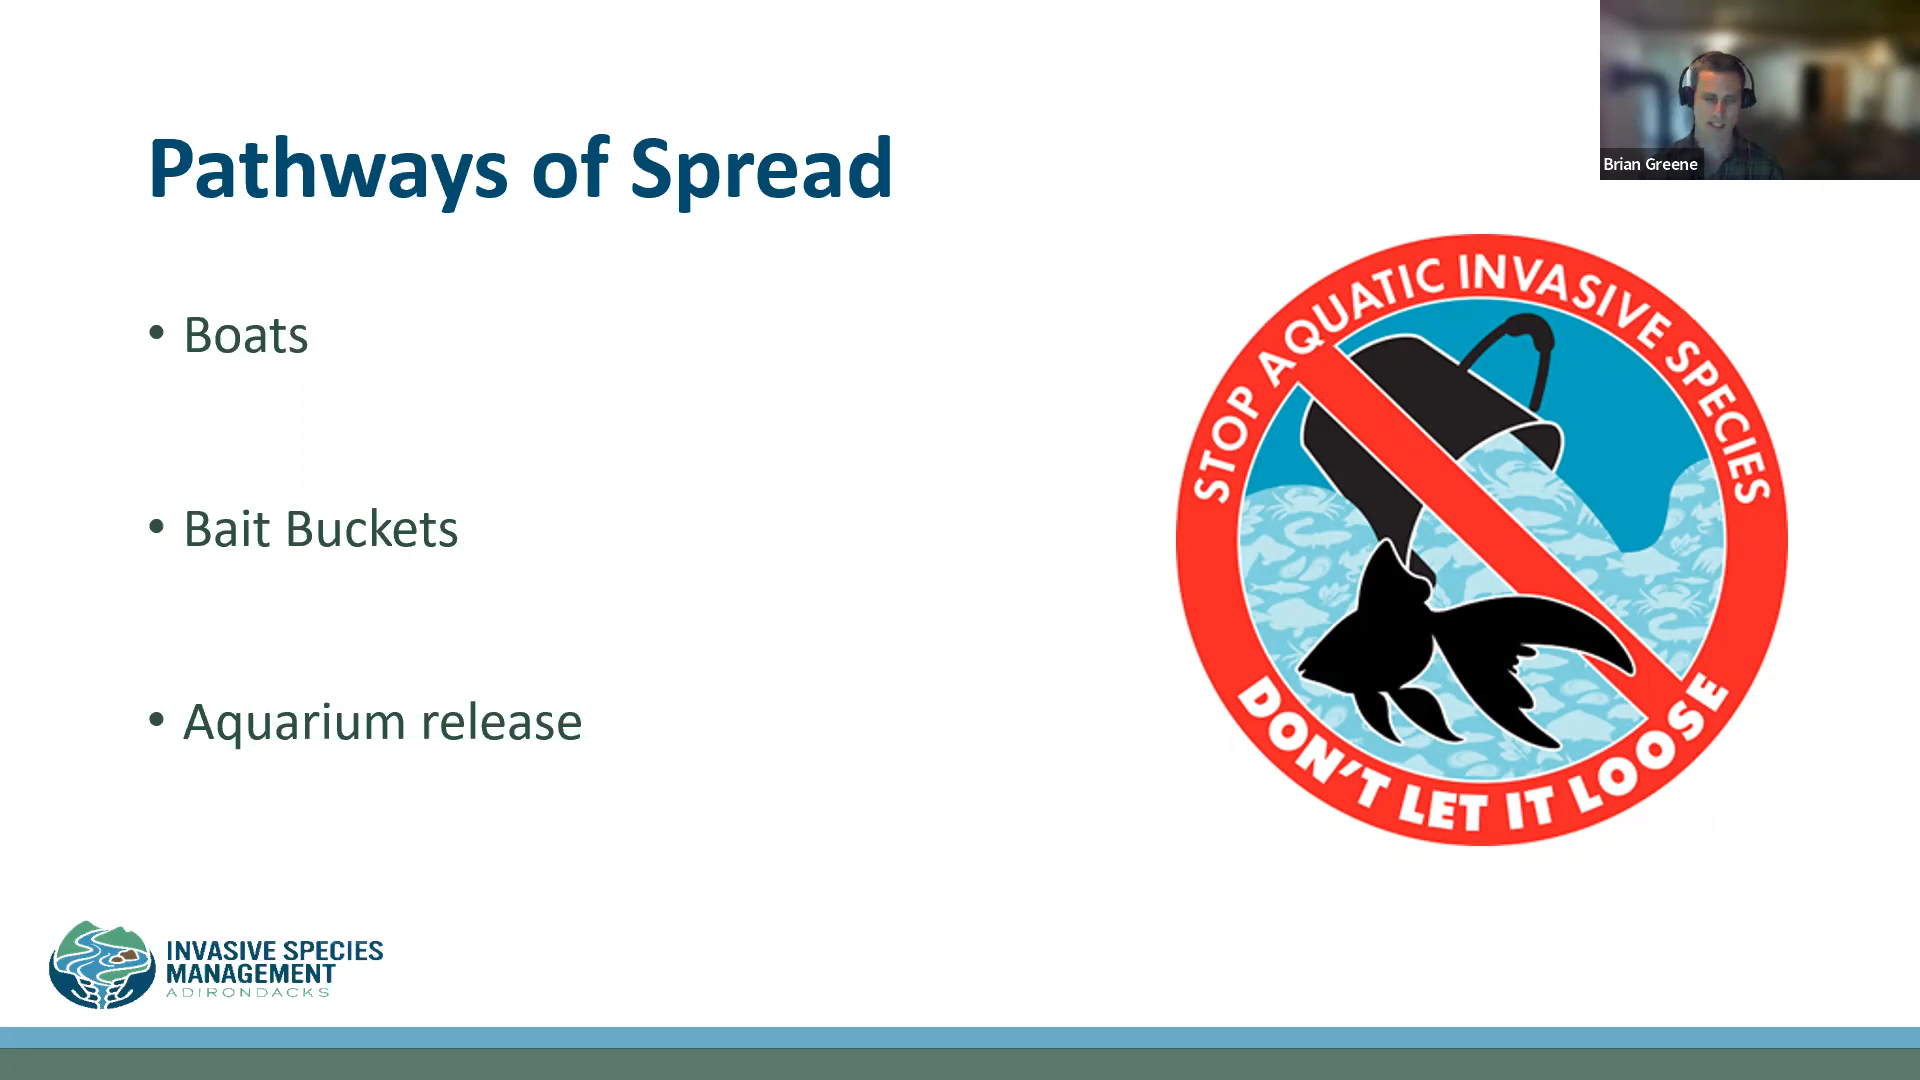 Pathways of Spread
Brian Greene
• Boats
• Bait Buckets
• Aquarium release
STOP AQUATIC INVASIVE SPECIES
DON'T LET IT LOOSE
INVASIVE SPECIES
MANAGEMENT
ADIRONDACKS